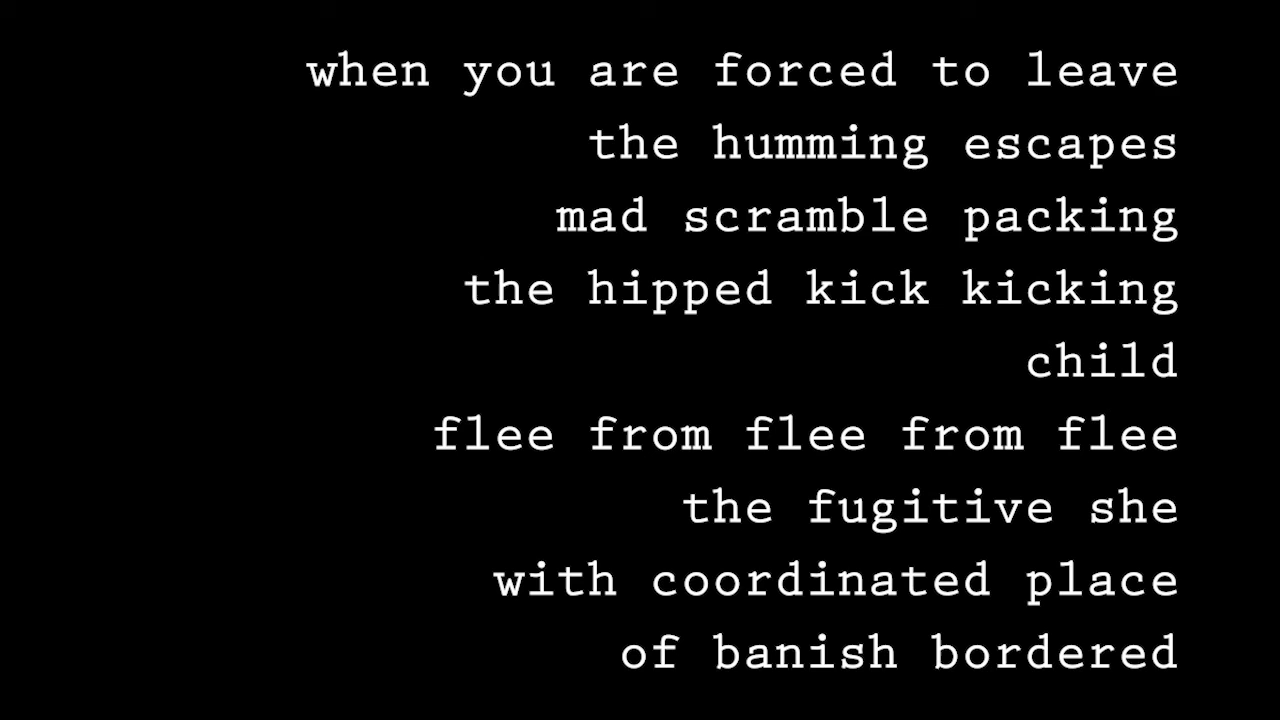 when you are forced to leave
the humming escapes
mad scramble packing
the hipped kick kicking
child
flee from flee from flee
the fugitive she
with coordinated place
of banish bordered